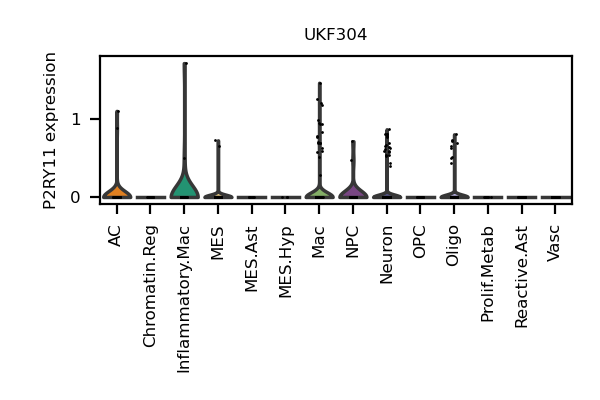 UKF304
P2RY11 expression
1
0
AC
Chromatin.Reg
Inflammatory.Mac
MES
MES.Ast
MES.Hyp
Mac
NPC
Neuron
OPC
Oligo
Prolif.Metab
Reactive.Ast
Vasc